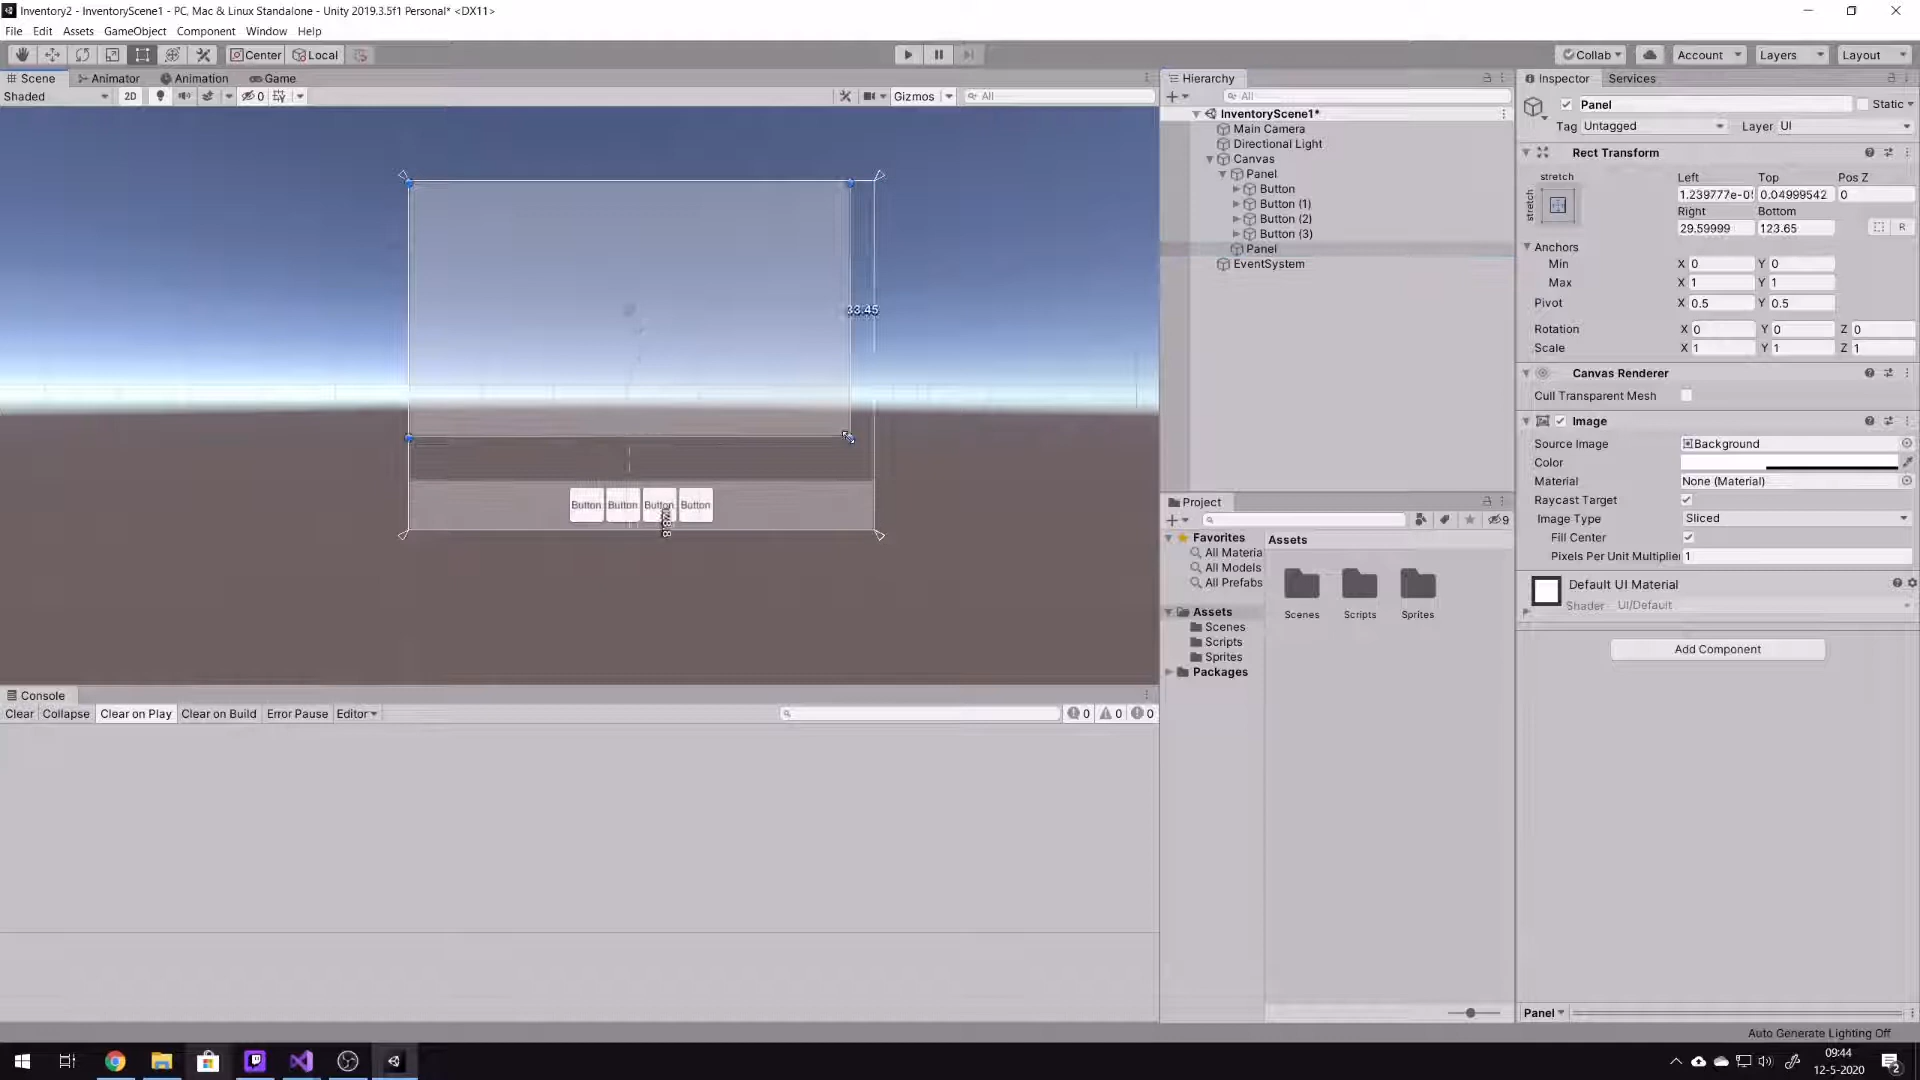 Inventory2 - InventoryScene1 - PC, Mac & Linux Standalone - Unity 2019.3.5f1 Personal* <DX11>
File Edit Assets GameObject Component Window Help
Center Local
Collab Account Layers Layout
Scene Animator Animation Game
Shaded 2D 0 Gizmos All
33.45
Button Button Button Button
Hierarchy
All
InventoryScene1*
Main Camera
Directional Light
Canvas
Panel
Button
Button (1)
Button (2)
Button (3)
Panel
EventSystem
Project
9
Favorites
All Materia
All Models
All Prefabs
Assets
Scenes
Scripts
Sprites
Packages
Assets
Scenes Scripts Sprites
Inspector Services
Panel Static
Tag Untagged Layer UI
Rect Transform
stretch Left Top Pos Z
stretch 1.239777e-0 0.04999542 0
Right Bottom
29.59999 123.65 R
Anchors
Min X 0 Y 0
Max X 1 Y 1
Pivot X 0.5 Y 0.5
Rotation X 0 Y 0 Z 0
Scale X 1 Y 1 Z 1
Canvas Renderer
Cull Transparent Mesh
Image
Source Image Background
Color
Material None (Material)
Raycast Target
Image Type Sliced
Fill Center
Pixels Per Unit Multiplier 1
Default UI Material
Shader UI/Default
Add Component
Panel
Console
Clear Collapse Clear on Play Clear on Build Error Pause Editor 0 0 0
Auto Generate Lighting Off
09:44
12-5-2020
2